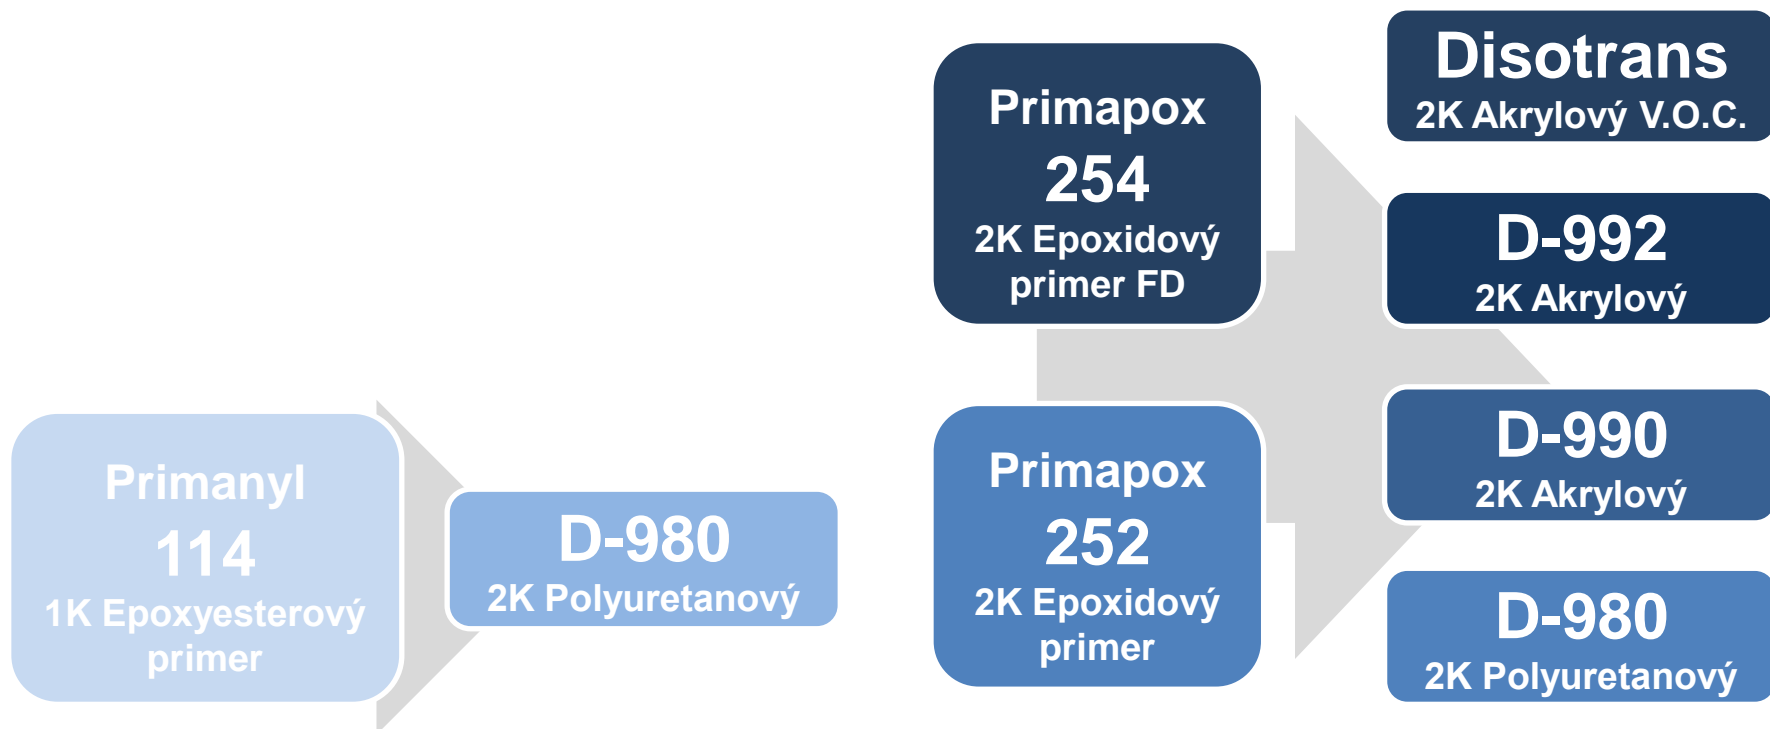 Primanyl
114
1K Epoxyesterový
primer
D-980
2K Polyuretanový
Primapox
254
2K Epoxidový
primer FD
Primapox
252
2K Epoxidový
primer
Disotrans
2K Akrylový V.O.C.
D-992
2K Akrylový
D-990
2K Akrylový
D-980
2K Polyuretanový